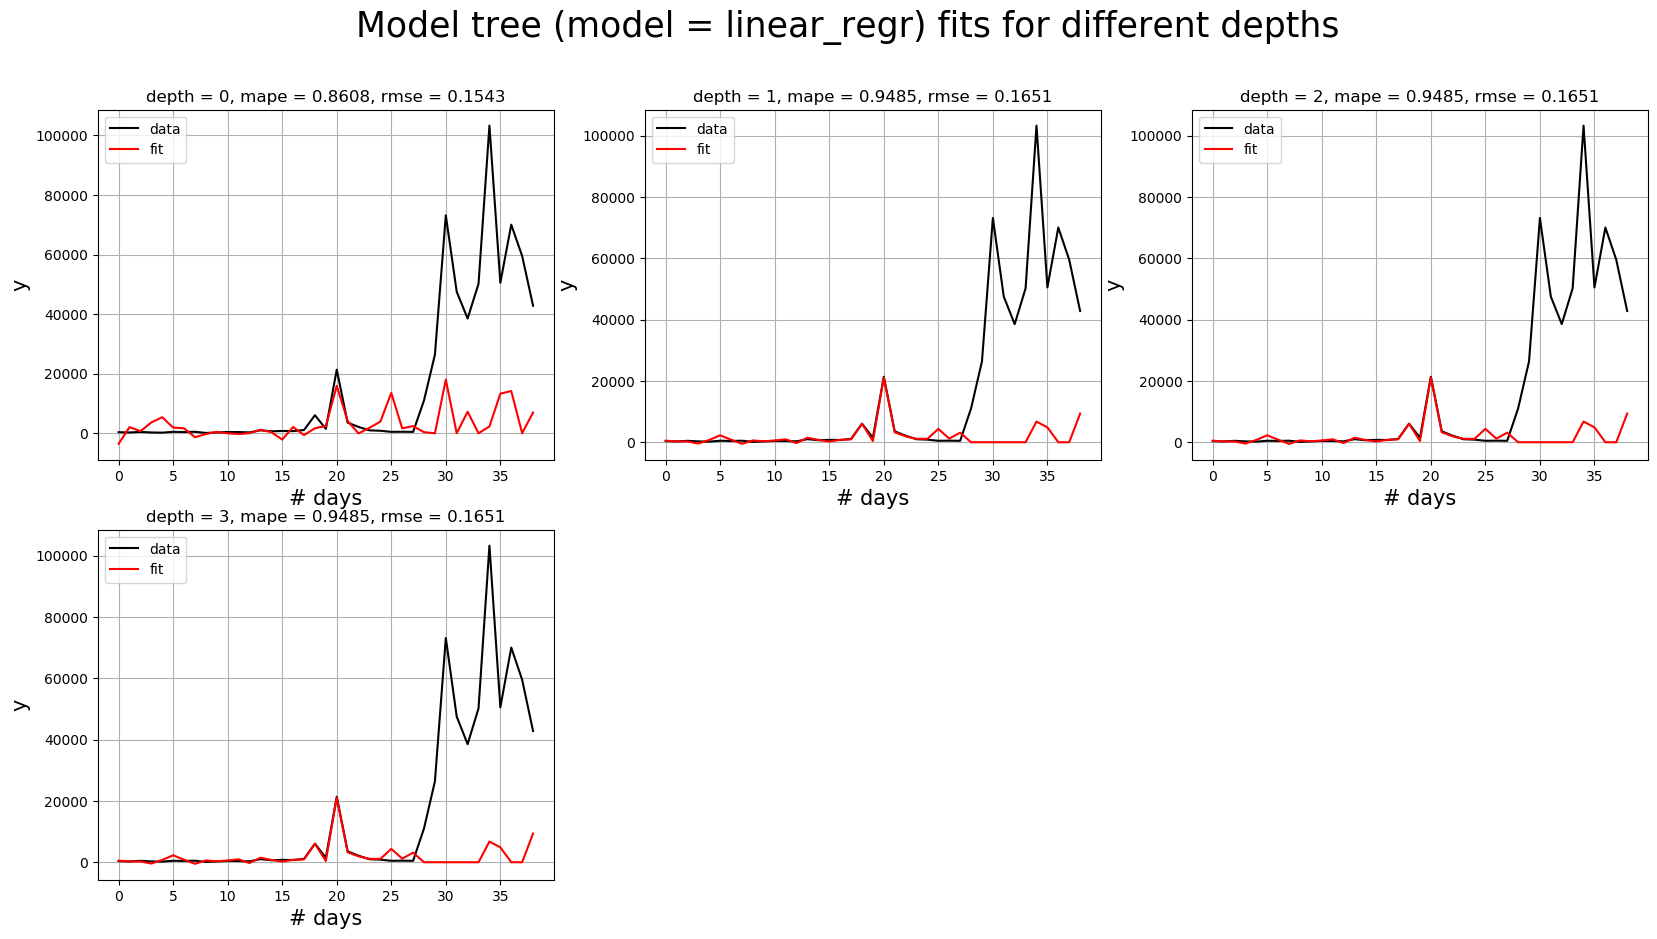 Model tree (model = linear_regr) fits for different depths
depth = 0, mape = 0.8608, rmse = 0.1543
data
fit
100000
80000
60000
40000
20000
0
y
0 5 10 15 20 25 30 35
# days
depth = 1, mape = 0.9485, rmse = 0.1651
data
fit
100000
80000
60000
40000
20000
0
y
0 5 10 15 20 25 30 35
# days
depth = 2, mape = 0.9485, rmse = 0.1651
data
fit
100000
80000
60000
40000
20000
0
y
0 5 10 15 20 25 30 35
# days
depth = 3, mape = 0.9485, rmse = 0.1651
data
fit
100000
80000
60000
40000
20000
0
y
0 5 10 15 20 25 30 35
# days